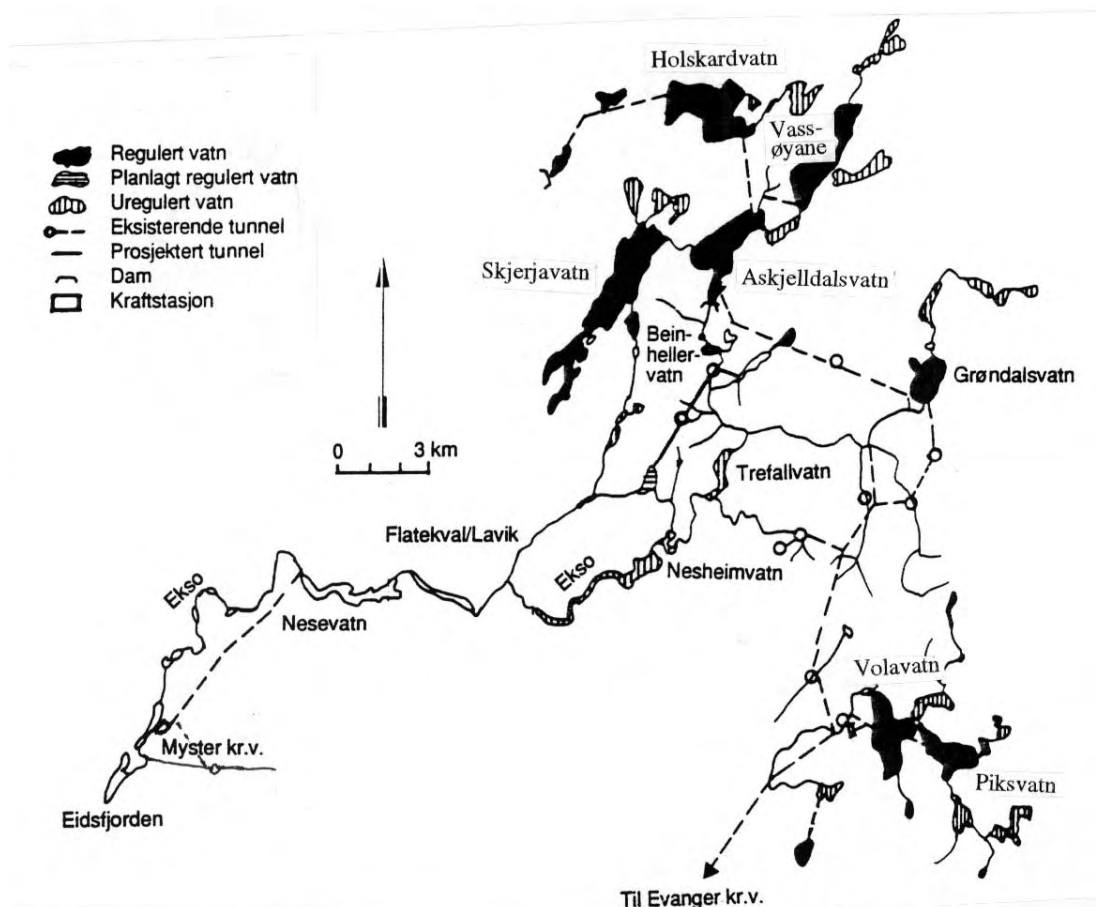 Holskardvatn
Vass-
øyane
Regulert vatn
Planlagt regulert vatn
Uregulert vatn
Eksisterende tunnel
Prosjektert tunnel
Dam
Kraftstasjon
Skjerjavatn
Askjelldalsvatn
Bein-
heller-
vatn
Grøndalsvatn
0 3 km
Trefallvatn
Flatekval/Lavik
Ekso
Nesheimvatn
Ekso
Nesevatn
Volavatn
Myster kr.v.
Piksvatn
Eidsfjorden
Til Evanger kr.v.